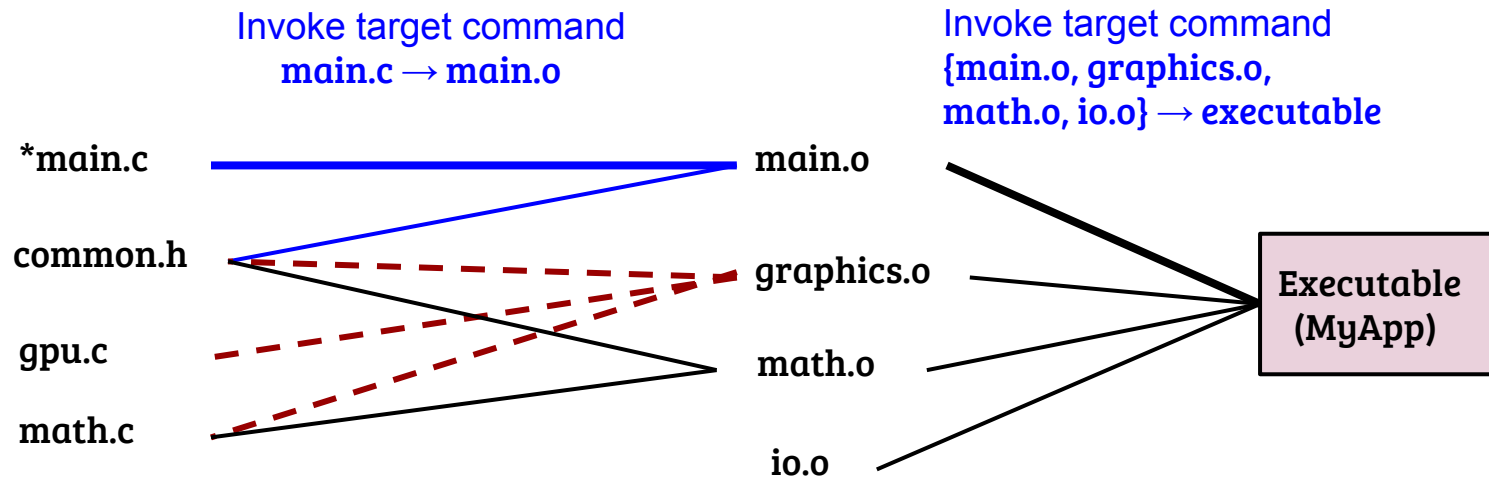 Invoke target command
main.c → main.o
Invoke target command
{main.o, graphics.o,
math.o, io.o} → executable
*main.c
common.h
gpu.c
math.c
main.o
graphics.o
math.o
io.o
Executable
(MyApp)